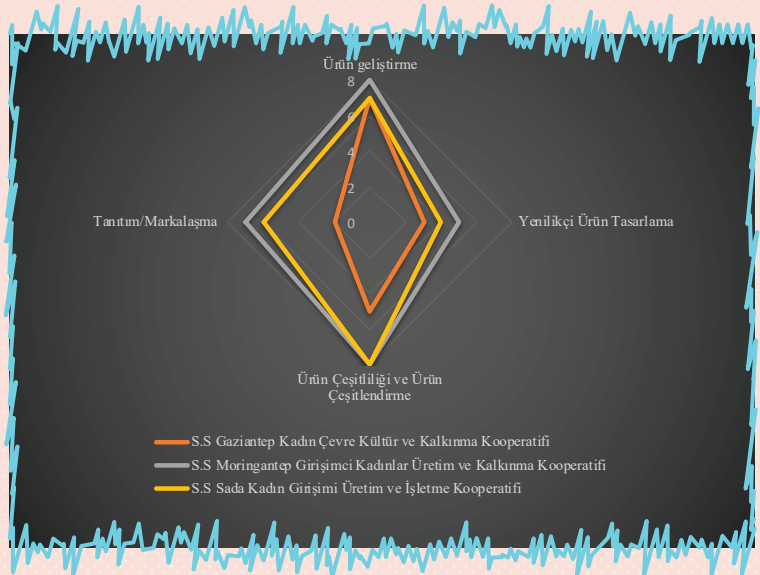 Ürün geliştirme
8
6
4
2
0
Tanıtım/Markalaşma
Yenilikçi Ürün Tasarlama
Ürün Çeşitliliği ve Ürün
Çeşitlendirme
S.S Gaziantep Kadın Çevre Kültür ve Kalkınma Kooperatifi
S.S Moringantep Girişimci Kadınlar Üretim ve Kalkınma Kooperatifi
S.S Sada Kadın Girişimi Üretim ve İşletme Kooperatifi